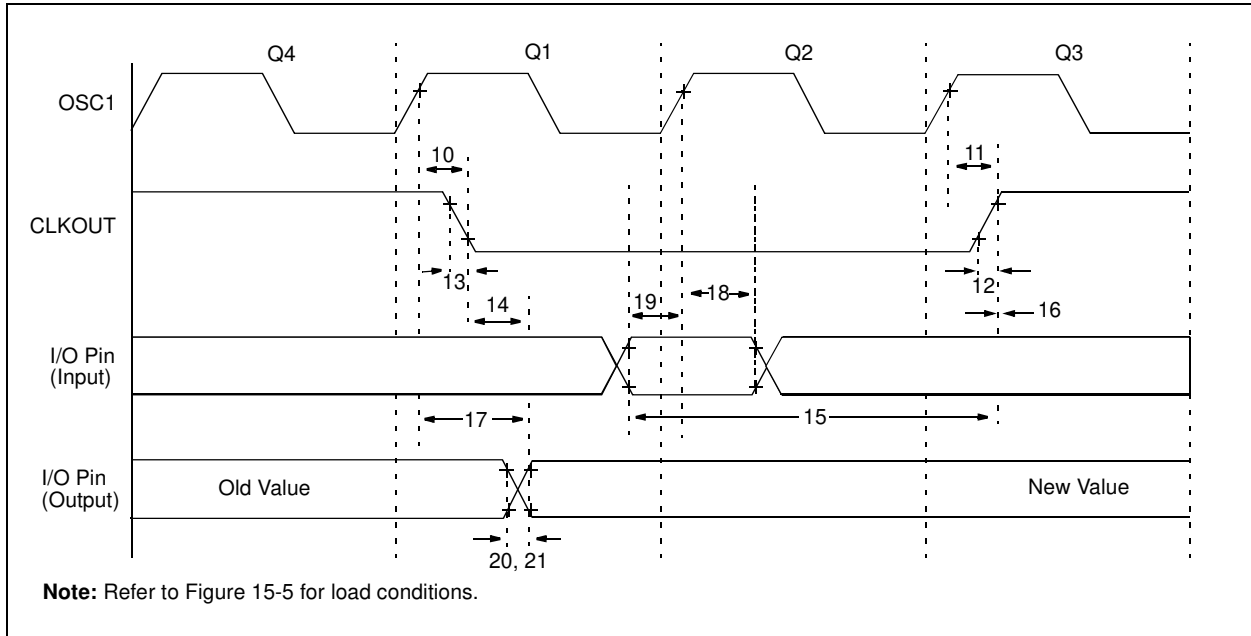 Q4 Q1 Q2 Q3
OSC1
10 11
CLKOUT
13 12
14 19 18 16
I/O Pin
(Input)
17 15
I/O Pin
(Output)
Old Value New Value
20, 21
Note: Refer to Figure 15-5 for load conditions.